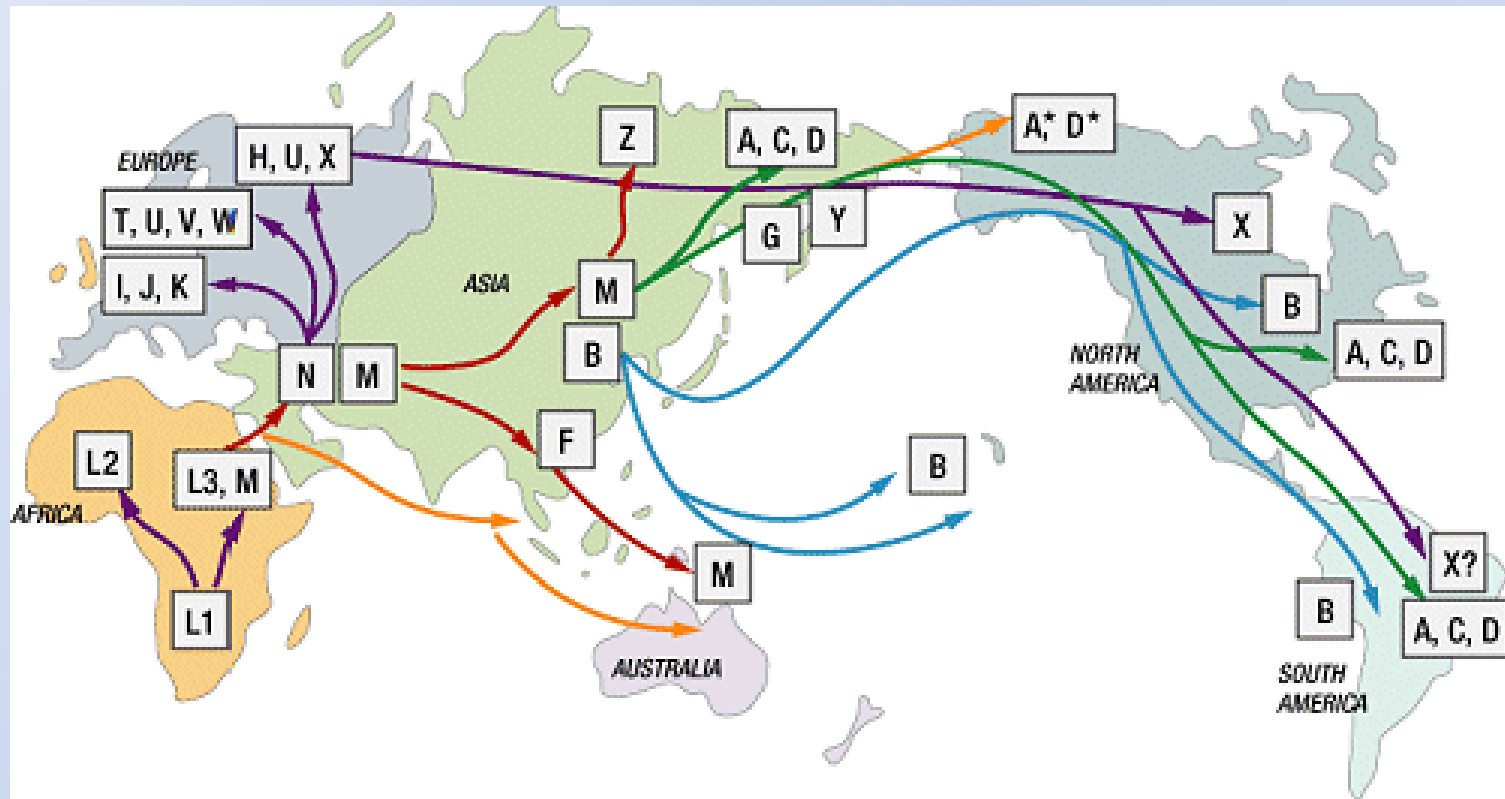 EUROPE
H, U, X
Z
A, C, D
A,* D*
T, U, V, W
G
Y
X
I, J, K
ASIA
M
B
B
N
M
NORTH
AMERICA
A, C, D
F
L2
L3, M
B
AFRICA
M
X?
L1
B
A, C, D
AUSTRALIA
SOUTH
AMERICA